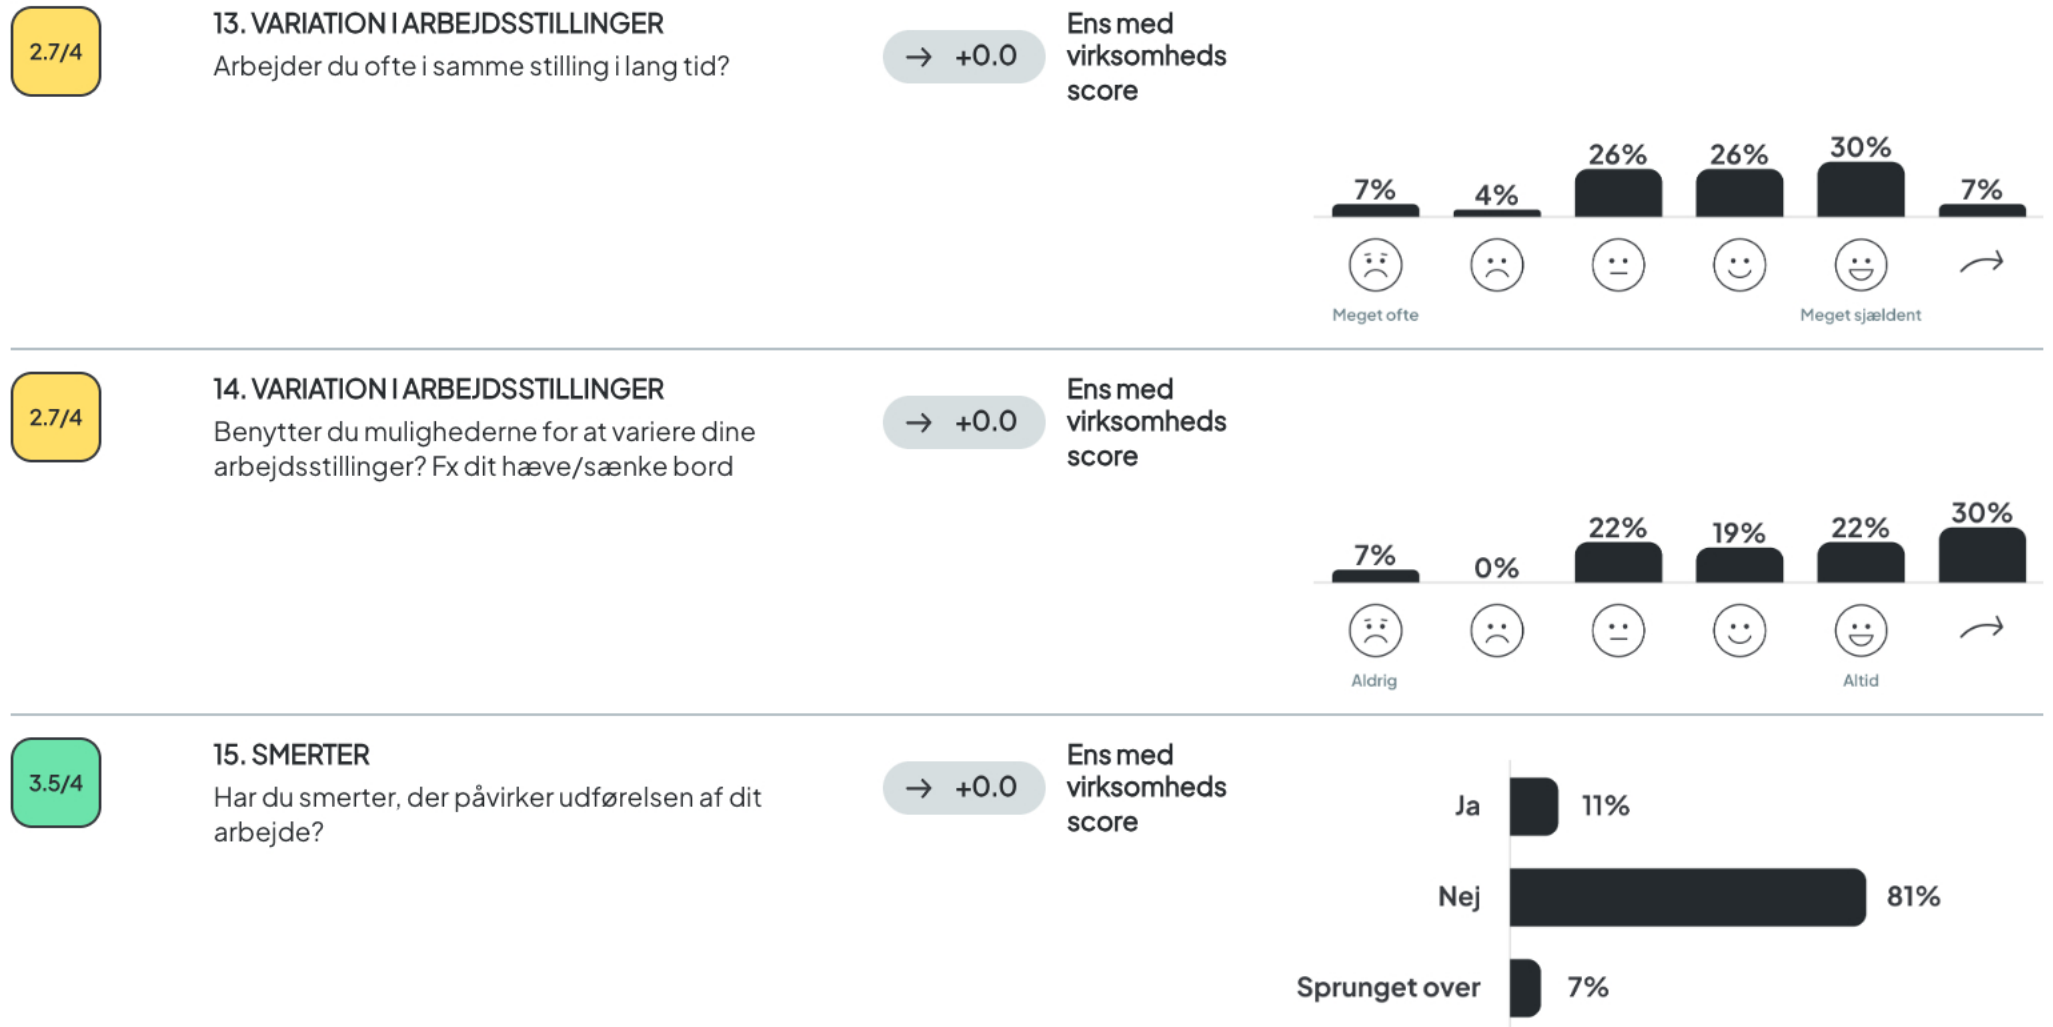 2.7/4
13. VARIATION I ARBEJDSSTILLINGER
Arbejder du ofte i samme stilling i lang tid?
→ +0.0
Ens med
virksomheds
score
7% 4% 26% 26% 30% 7%
Meget ofte Meget sjældent
2.7/4
14. VARIATION I ARBEJDSSTILLINGER
Benytter du mulighederne for at variere dine
arbejdsstillinger? Fx dit hæve/sænke bord
→ +0.0
Ens med
virksomheds
score
7% 0% 22% 19% 22% 30%
Aldrig Altid
3.5/4
15. SMERTER
Har du smerter, der påvirker udførelsen af dit
arbejde?
→ +0.0
Ens med
virksomheds
score
Ja 11%
Nej 81%
Sprunget over 7%